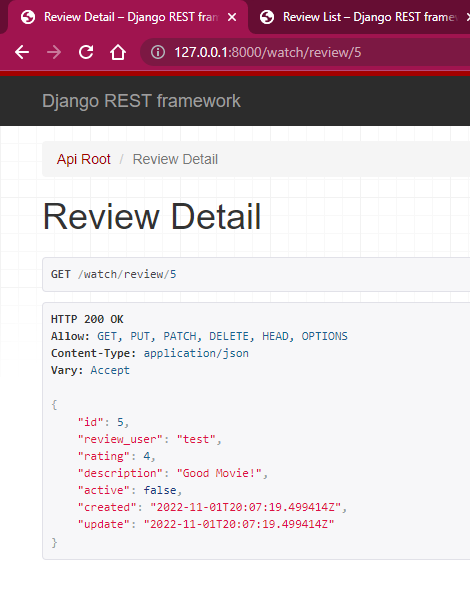 Review Detail – Django REST fram
Review List – Django REST framew
127.0.0.1:8000/watch/review/5
Django REST framework
Api Root / Review Detail
Review Detail
GET /watch/review/5
HTTP 200 OK
Allow: GET, PUT, PATCH, DELETE, HEAD, OPTIONS
Content-Type: application/json
Vary: Accept
{
    "id": 5,
    "review_user": "test",
    "rating": 4,
    "description": "Good Movie!",
    "active": false,
    "created": "2022-11-01T20:07:19.499414Z",
    "update": "2022-11-01T20:07:19.499414Z"
}